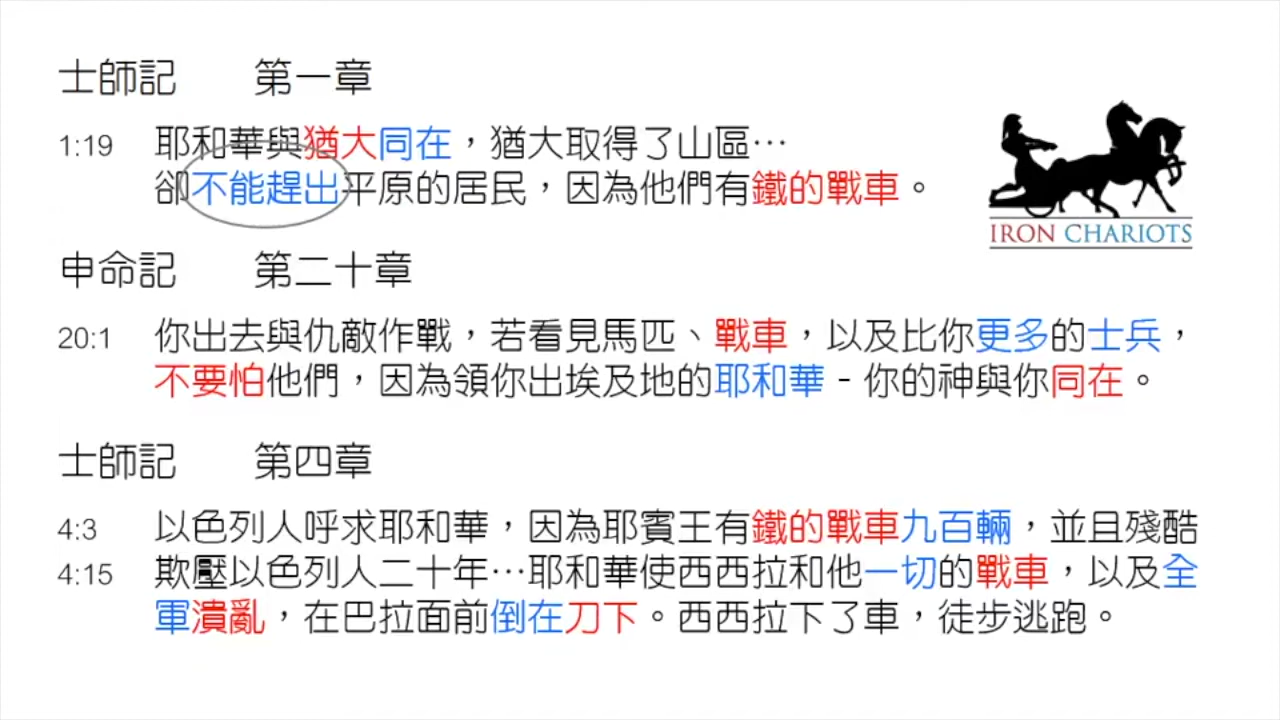 士師記 第一章
1:19 耶和華與猶大同在，猶大取得了山區…
卻不能趕出平原的居民，因為他們有鐵的戰車。
IRON CHARIOTS
申命記 第二十章
20:1 你出去與仇敵作戰，若看見馬匹、戰車，以及比你更多的士兵，
不要怕他們，因為領你出埃及地的耶和華－你的神與你同在。
士師記 第四章
4:3 以色列人呼求耶和華，因為耶賓王有鐵的戰車九百輛，並且殘酷
4:15 欺壓以色列人二十年…耶和華使西西拉和他一切的戰車，以及全
軍潰亂，在巴拉面前倒在刀下。西西拉下了車，徒步逃跑。